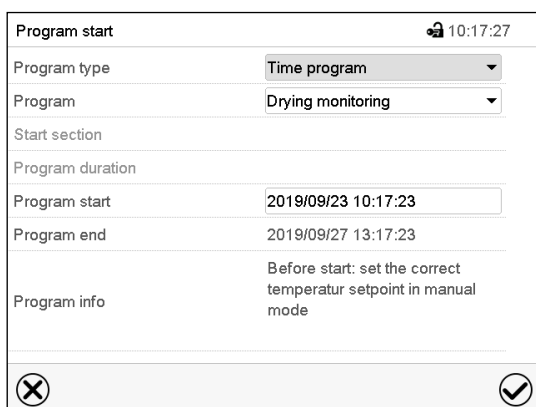 Program start 10:17:27
Program type Time program
Program Drying monitoring
Start section
Program duration
Program start 2019/09/23 10:17:23
Program end 2019/09/27 13:17:23
Program info Before start: set the correct
temperatur setpoint in manual
mode